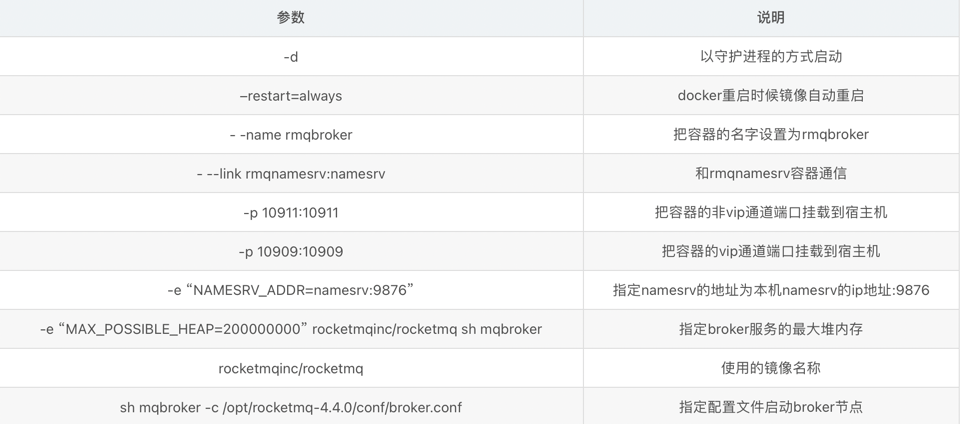 参数 说明
-d 以守护进程的方式启动
–restart=always docker重启时候镜像自动重启
- -name rmqbroker 把容器的名字设置为rmqbroker
- --link rmqnamesrv:namesrv 和rmqnamesrv容器通信
-p 10911:10911 把容器的非vip通道端口挂载到宿主机
-p 10909:10909 把容器的vip通道端口挂载到宿主机
-e “NAMESRV_ADDR=namesrv:9876” 指定namesrv的地址为本机namesrv的ip地址:9876
-e “MAX_POSSIBLE_HEAP=200000000” rocketmqinc/rocketmq sh mqbroker 指定broker服务的最大堆内存
rocketmqinc/rocketmq 使用的镜像名称
sh mqbroker -c /opt/rocketmq-4.4.0/conf/broker.conf 指定配置文件启动broker节点